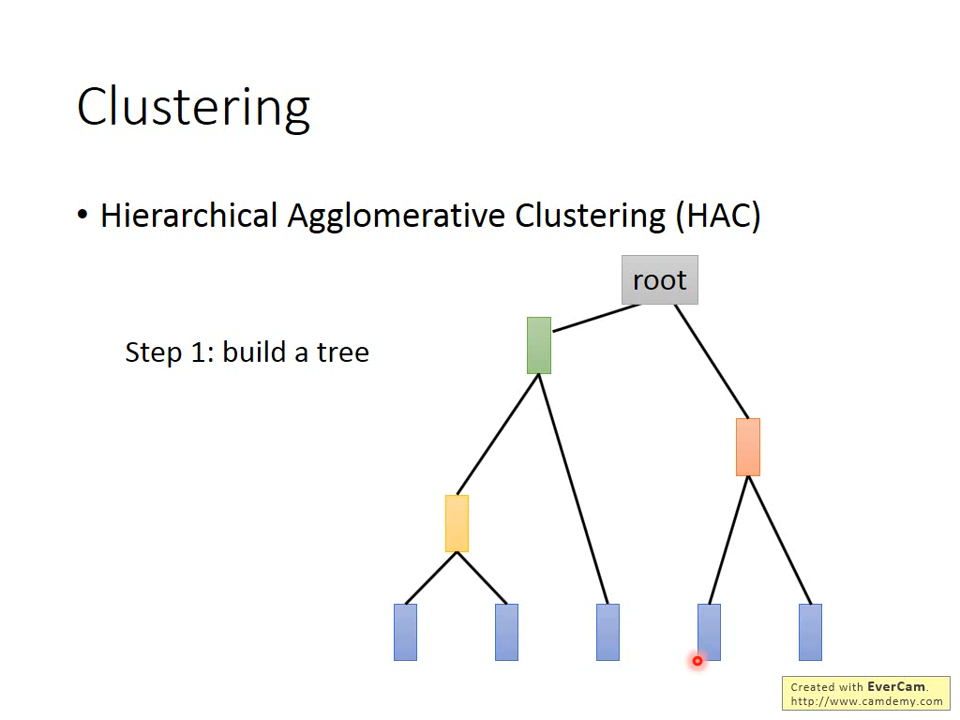 Clustering
• Hierarchical Agglomerative Clustering (HAC)
root
Step 1: build a tree
Created with EverCam.
http://www.camdemy.com